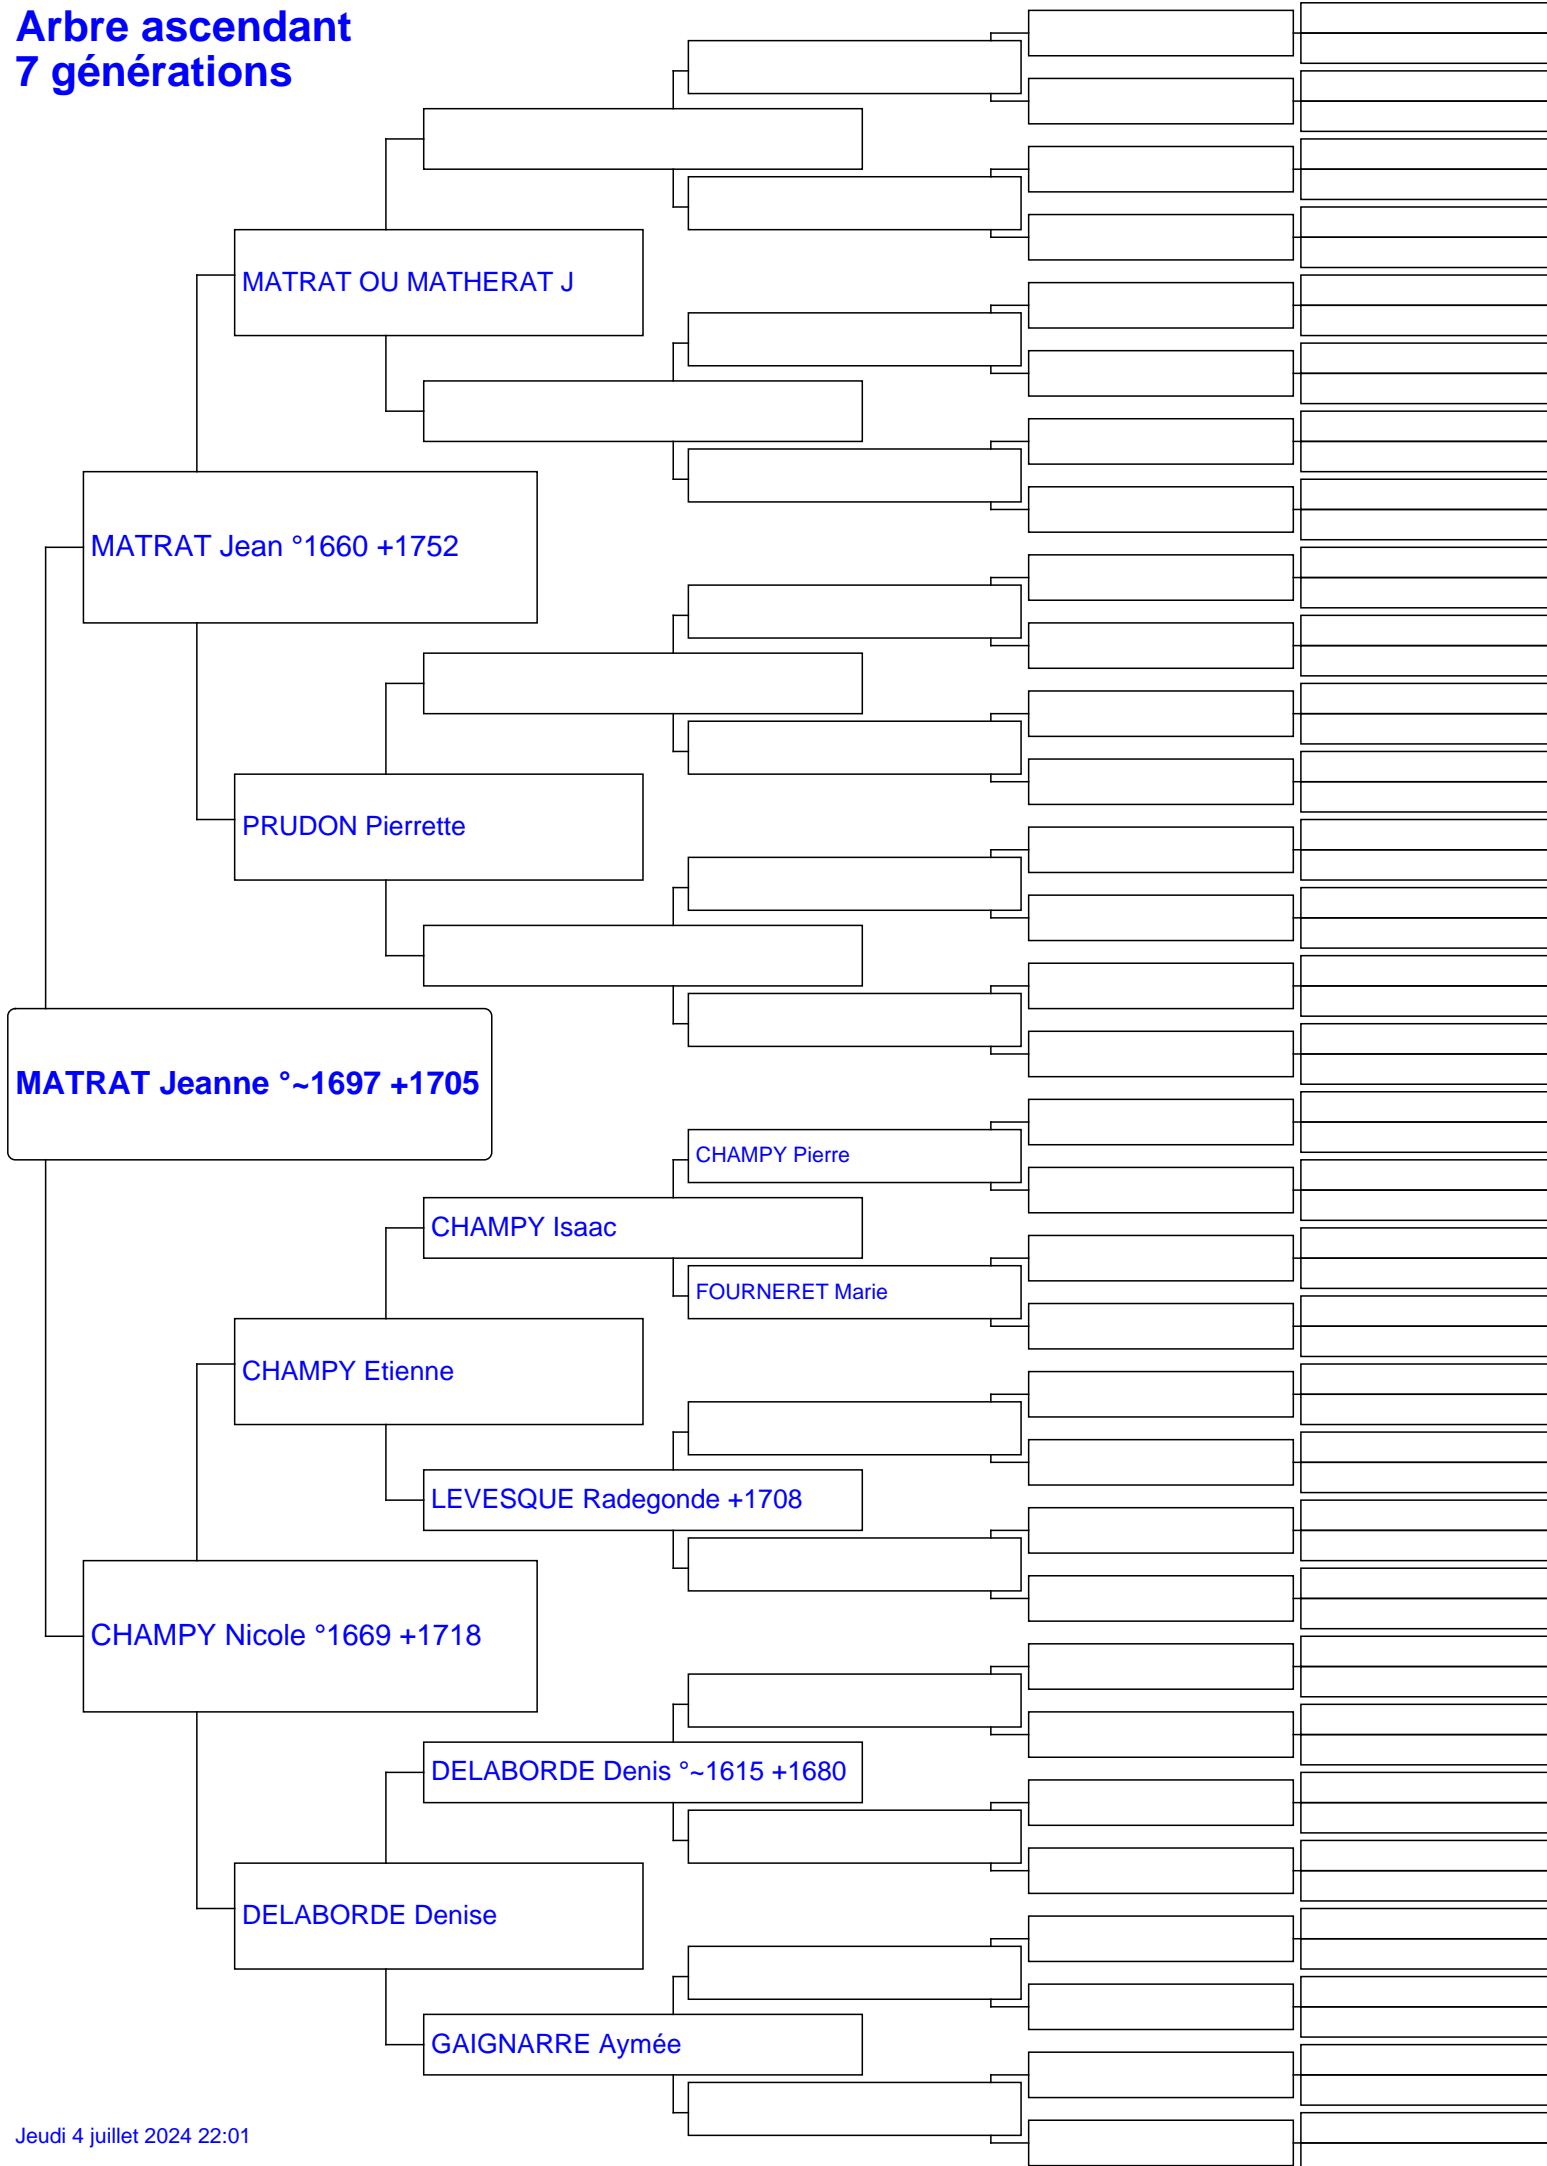 Arbre ascendant
7 générations
MATRAT OU MATHERAT J
MATRAT Jean °1660 +1752
PRUDON Pierrette
MATRAT Jeanne °~1697 +1705
CHAMPY Pierre
CHAMPY Isaac
FOURNERET Marie
CHAMPY Etienne
LEVESQUE Radegonde +1708
CHAMPY Nicole °1669 +1718
DELABORDE Denis °~1615 +1680
DELABORDE Denise
GAIGNARRE Aymée
Jeudi 4 juillet 2024 22:01